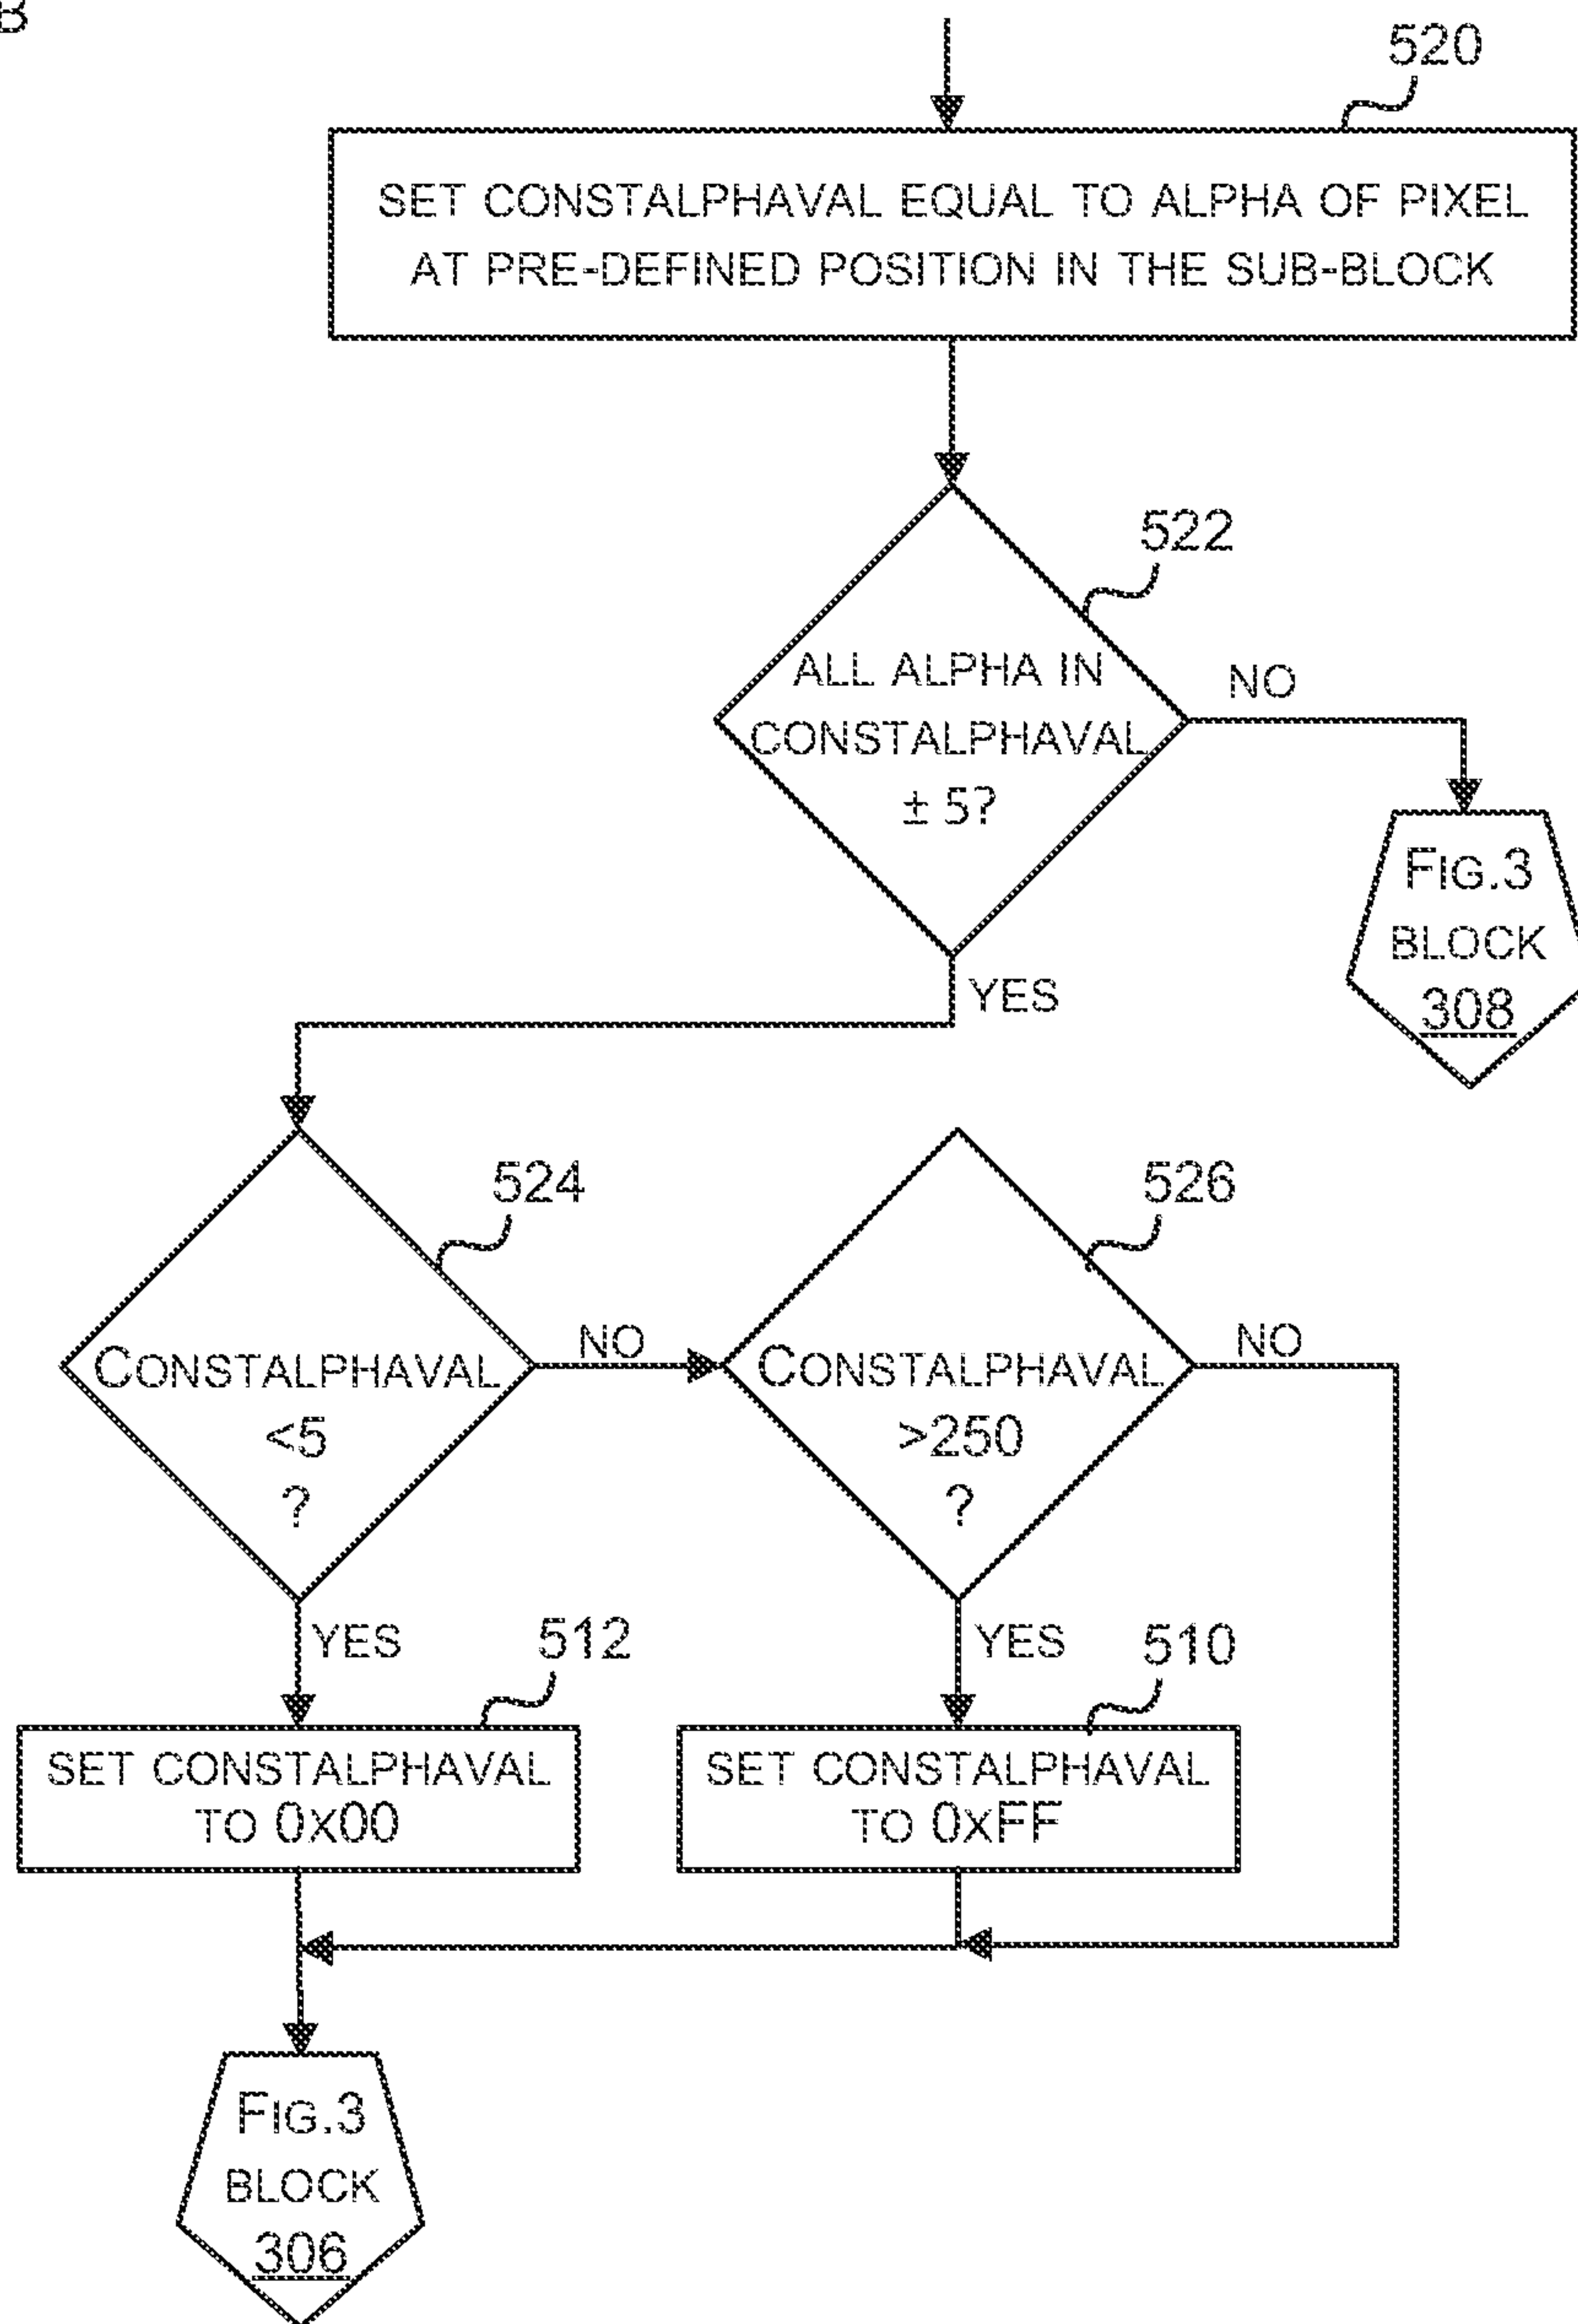 B
520
SET CONSTALPHAVAL EQUAL TO ALPHA OF PIXEL
AT PRE-DEFINED POSITION IN THE SUB-BLOCK
522
ALL ALPHA IN
CONSTALPHAVAL
± 5?
NO
FIG.3
BLOCK
308
YES
524
526
CONSTALPHAVAL
<5
?
NO
CONSTALPHAVAL
>250
?
NO
YES
512
YES
510
SET CONSTALPHAVAL
TO 0X00
SET CONSTALPHAVAL
TO 0XFF
FIG.3
BLOCK
306